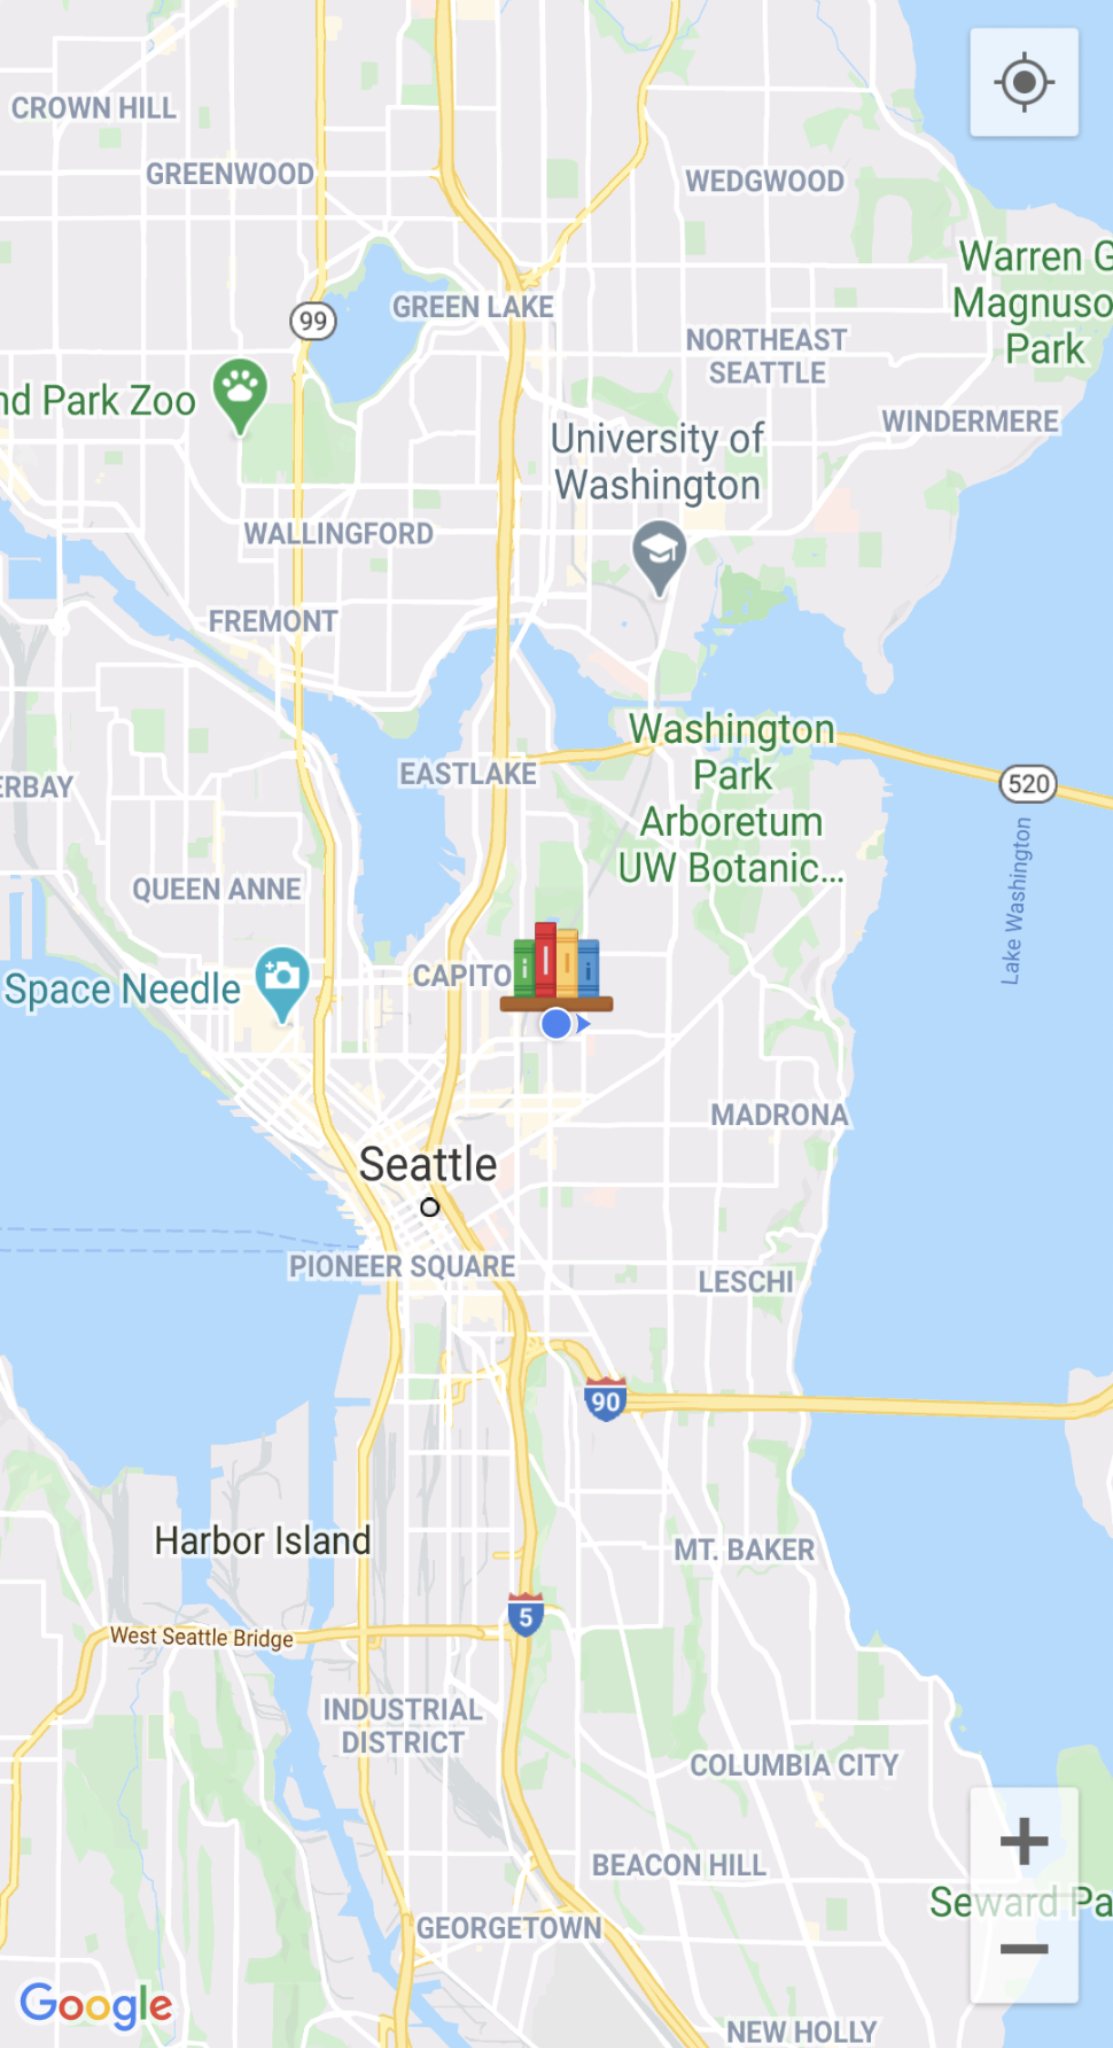 CROWN HILL
GREENWOOD
WEDGWOOD
Warren G
Magnuso
Park
GREEN LAKE
99
NORTHEAST
SEATTLE
nd Park Zoo
WINDERMERE
University of
Washington
WALLINGFORD
FREMONT
Washington
Park
Arboretum
UW Botanic...
EASTLAKE
520
ERBAY
Lake Washington
QUEEN ANNE
CAPITO
Space Needle
MADRONA
Seattle
PIONEER SQUARE
LESCHI
90
Harbor Island
MT. BAKER
5
West Seattle Bridge
INDUSTRIAL
DISTRICT
COLUMBIA CITY
BEACON HILL
Seward Pa
GEORGETOWN
Google
NEW HOLLY